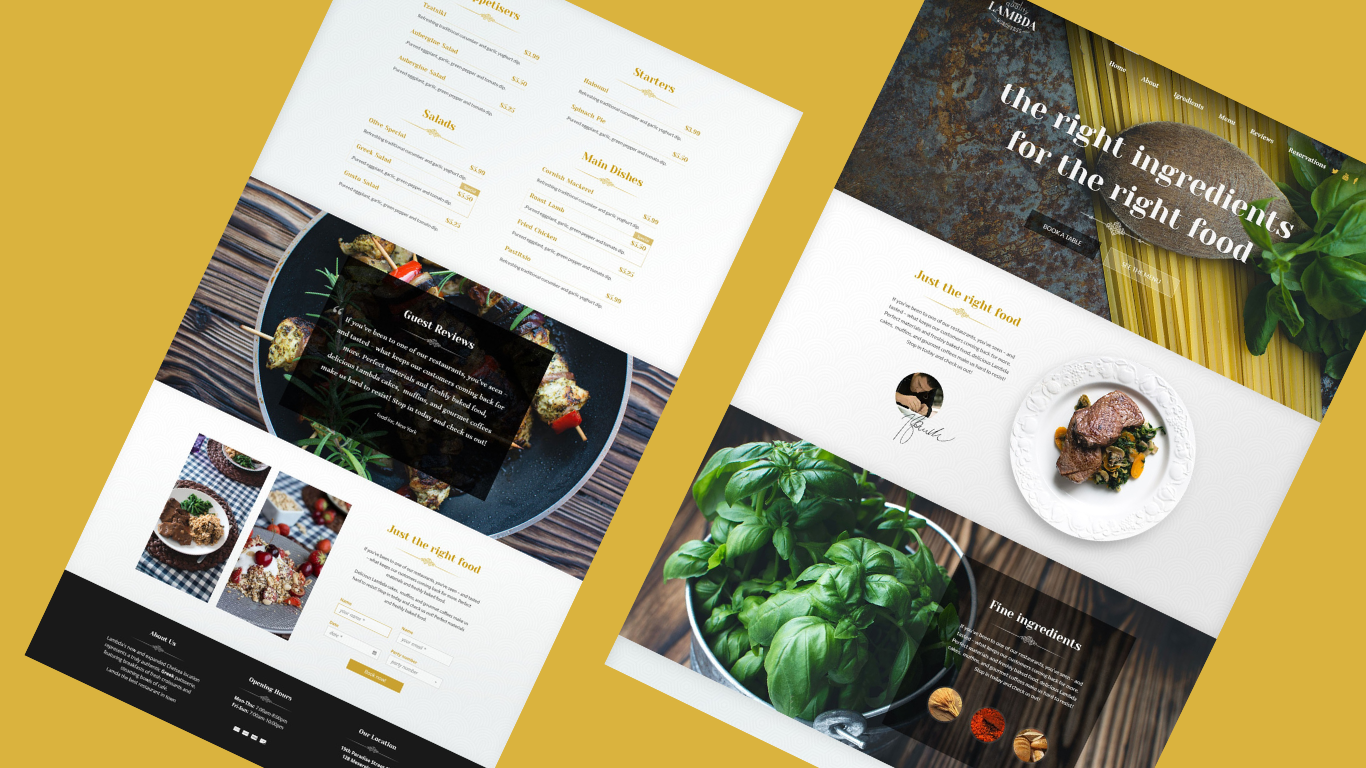 Appetisers
Tzatsiki
Refreshing traditional cucumber and garlic yoghurt dip.
$3.99
Aubergine Salad
Pureed eggplant, garlic, green pepper and tomato dip.
$5.50
Aubergine Salad
Pureed eggplant, garlic, green pepper and tomato dip.
$5.25
Salads
Olive Special
Refreshing traditional cucumber and garlic yoghurt dip.
$5.99
Greek Salad
Pureed eggplant, garlic, green pepper and tomato dip.
$5.50
Gusta Salad
Pureed eggplant, garlic, green pepper and tomato dip.
$5.25
Starters
Haloumi
Refreshing traditional cucumber and garlic yoghurt dip.
$3.99
Spinach Pie
Pureed eggplant, garlic, green pepper and tomato dip.
$5.50
Main Dishes
Cornish Mackerel
Refreshing traditional cucumber and garlic yoghurt dip.
$5.99
Roast Lamb
Pureed eggplant, garlic, green pepper and tomato dip.
$5.50
Fried Chicken
Pureed eggplant, garlic, green pepper and tomato dip.
$5.25
Pastitsio
Refreshing traditional cucumber and garlic yoghurt dip.
$5.99
Guest Reviews
If you've been to one of our restaurants, you've seen -
and tasted - what keeps our customers coming back for
more. Perfect materials and freshly baked food,
delicious Lambda cakes, muffins, and gourmet coffees
make us hard to resist! Stop in today and check us out!
- food inc, New York
Just the right food
If you've been to one of our restaurants, you've seen - and tasted
- what keeps our customers coming back for more. Perfect
materials and freshly baked food.
Delicious Lambda cakes, muffins, and gourmet coffees make us
hard to resist! Stop in today and check us out! Perfect materials
and freshly baked food.
Name
your name *
your email *
Date
date *
Party number
party number
Book now!
About Us
Lambda's new and expanded Chelsea location
represents a truly authentic Greek patisserie,
featuring breakfasts of fresh croissants and
steaming bowls of café.
Lamda the best restaurant in town
Opening Hours
Mon-Thu: 7:00am-8:00pm
Fri-Sun: 7:00am-10:00pm
Our Location
19th Paradise Street
quality
LAMBDA
Home
About
Igredients
Menu
Reviews
Reservations
the right ingredients
for the right food
BOOK A TABLE
SEE THE MENU
Just the right food
If you've been to one of our restaurants, you've seen - and
tasted - what keeps our customers coming back for more.
Perfect materials and freshly baked food, delicious Lambda
cakes, muffins, and gourmet coffees make us hard to resist!
Stop in today and check us out!
Fine ingredients
If you've been to one of our restaurants, you've seen - and
tasted - what keeps our customers coming back for more.
Perfect materials and freshly baked food, delicious Lambda
cakes, muffins, and gourmet coffees make us hard to resist!
Stop in today and check us out!